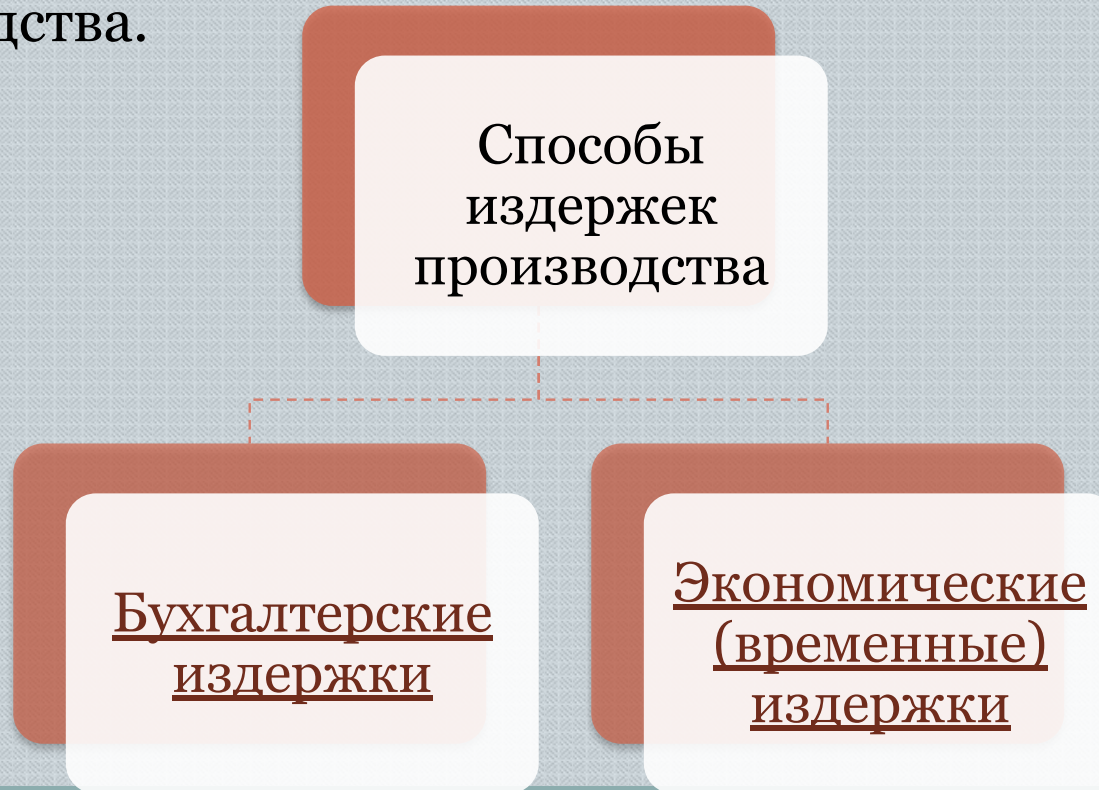 дства.
Способы
издержек
производства
Бухгалтерские
издержки
Экономические
(временные)
издержки